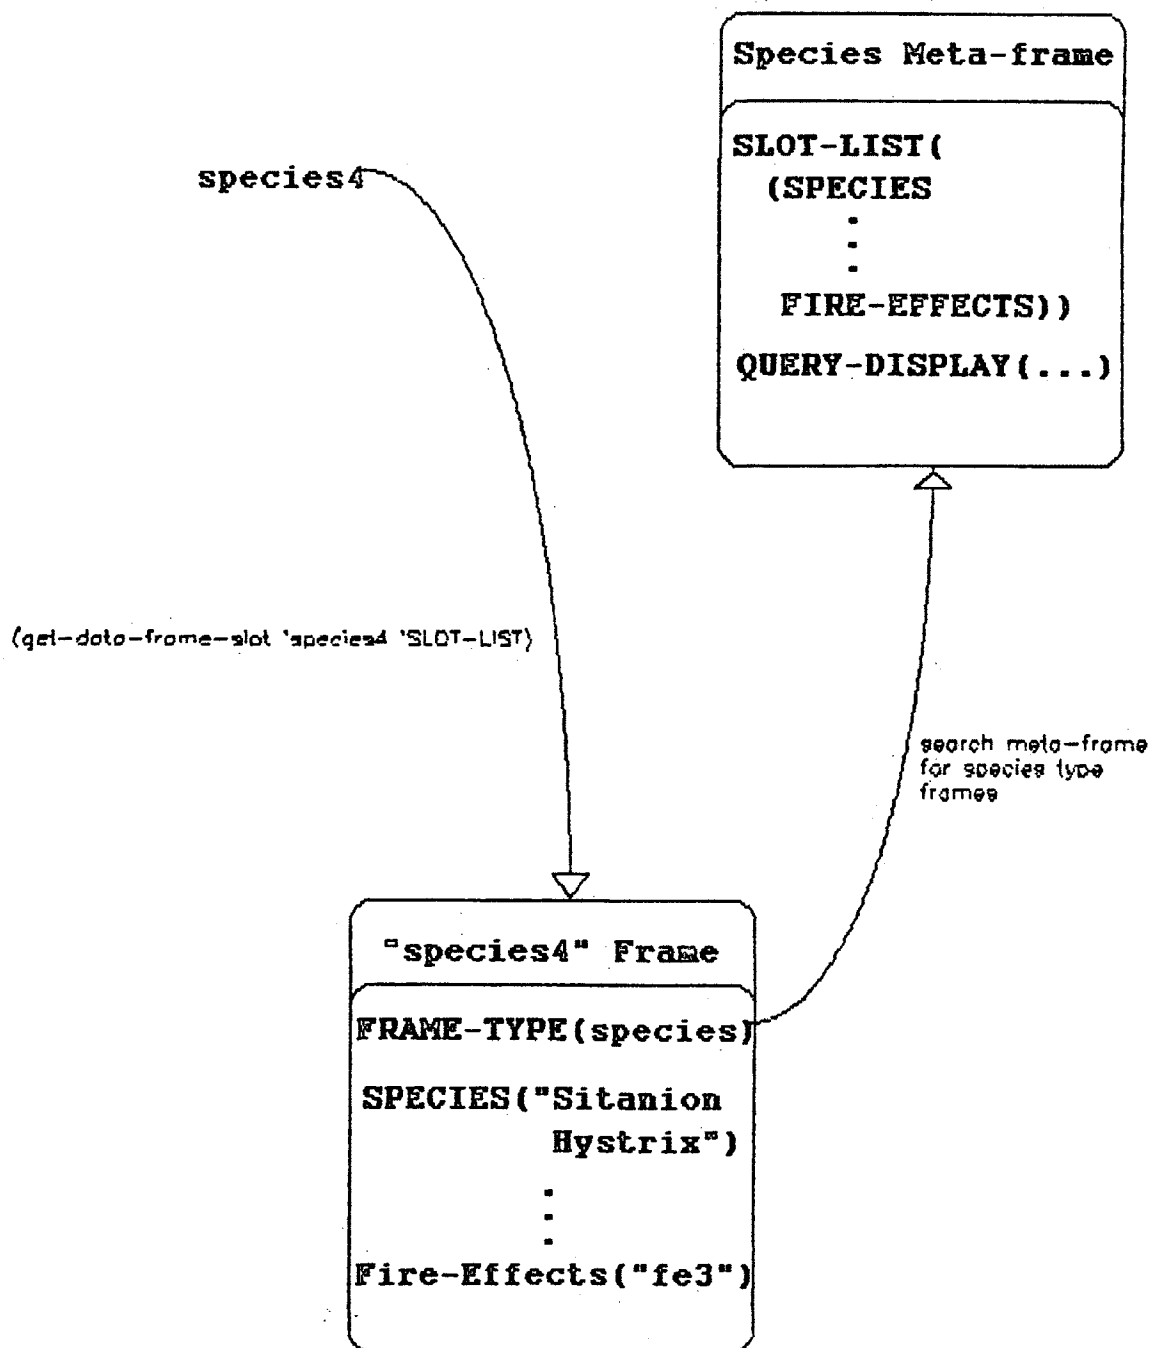 Species Meta-frame
SLOT-LIST(
(SPECIES
.
.
.
FIRE-EFFECTS))
QUERY-DISPLAY(...)
species4
(get-data-frame-slot 'species4 'SLOT-LIST)
search meta-frame
for species type
frames
"species4" Frame
FRAME-TYPE(species)
SPECIES("Sitanion
Hystrix")
.
.
.
Fire-Effects("fe3")